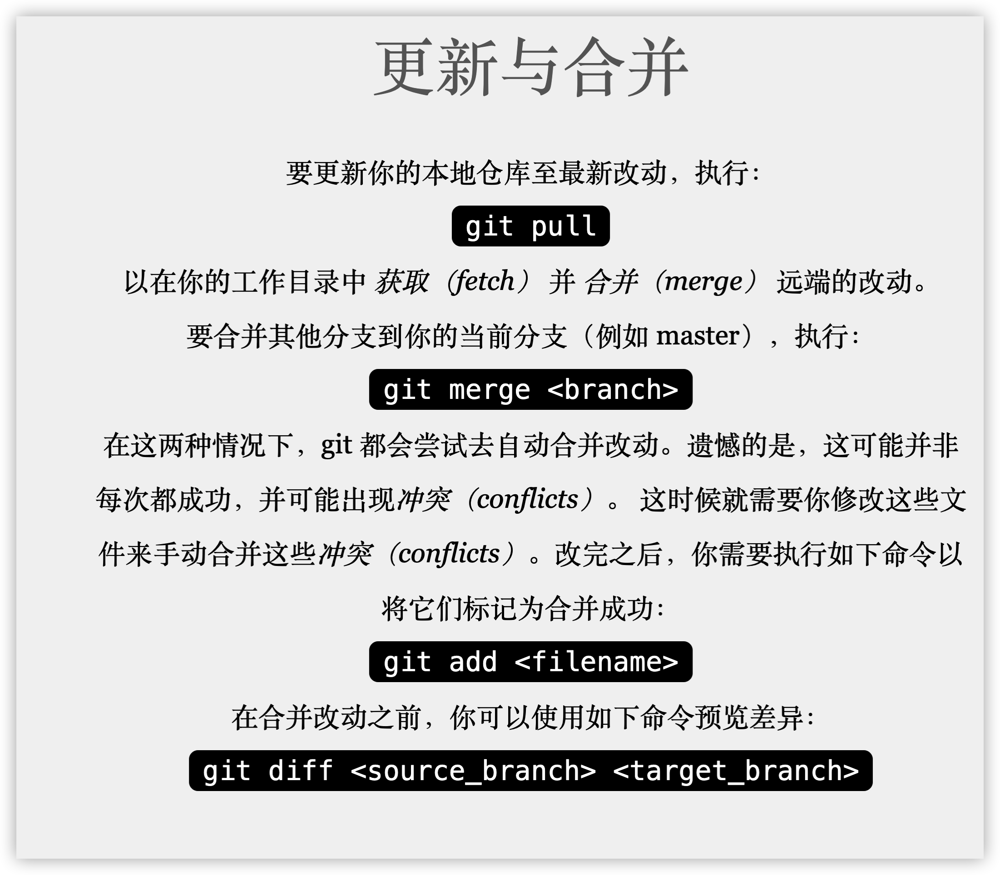 更新与合并
要更新你的本地仓库至最新改动，执行：
git pull
以在你的工作目录中 获取（fetch） 并 合并（merge） 远端的改动。
要合并其他分支到你的当前分支（例如 master），执行：
git merge <branch>
在这两种情况下，git 都会尝试去自动合并改动。遗憾的是，这可能并非
每次都成功，并可能出现冲突（conflicts）。 这时候就需要你修改这些文
件来手动合并这些冲突（conflicts）。改完之后，你需要执行如下命令以
将它们标记为合并成功：
git add <filename>
在合并改动之前，你可以使用如下命令预览差异：
git diff <source_branch> <target_branch>